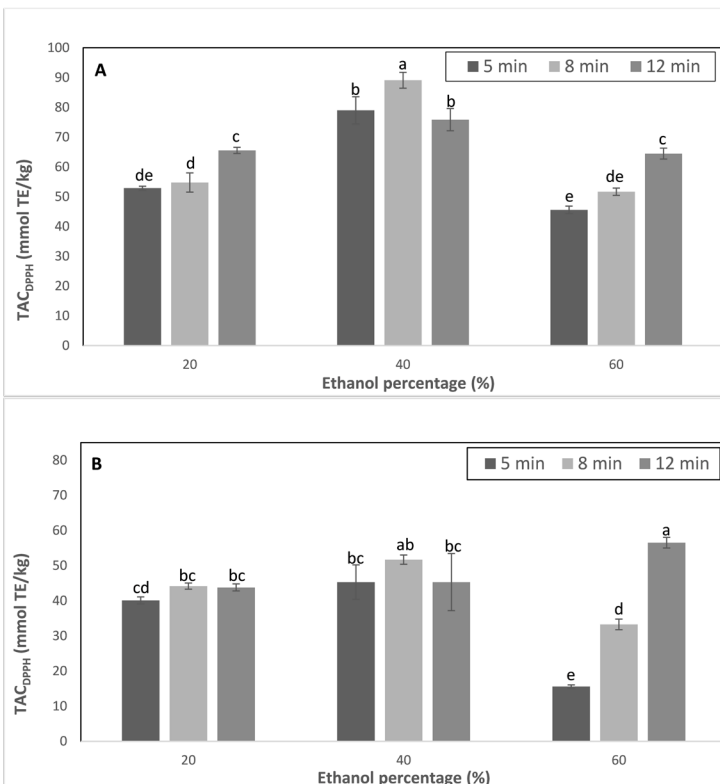 100
A
5 min 8 min 12 min
90
80
70
60
50
40
30
20
10
0
TAC_DPPH (mmol TE/kg)
de d c
b a b
e de c
20 40 60
Ethanol percentage (%)
80
B
5 min 8 min 12 min
70
60
50
40
30
20
10
0
TAC_DPPH (mmol TE/kg)
cd bc bc
bc ab bc
e d a
20 40 60
Ethanol percentage (%)